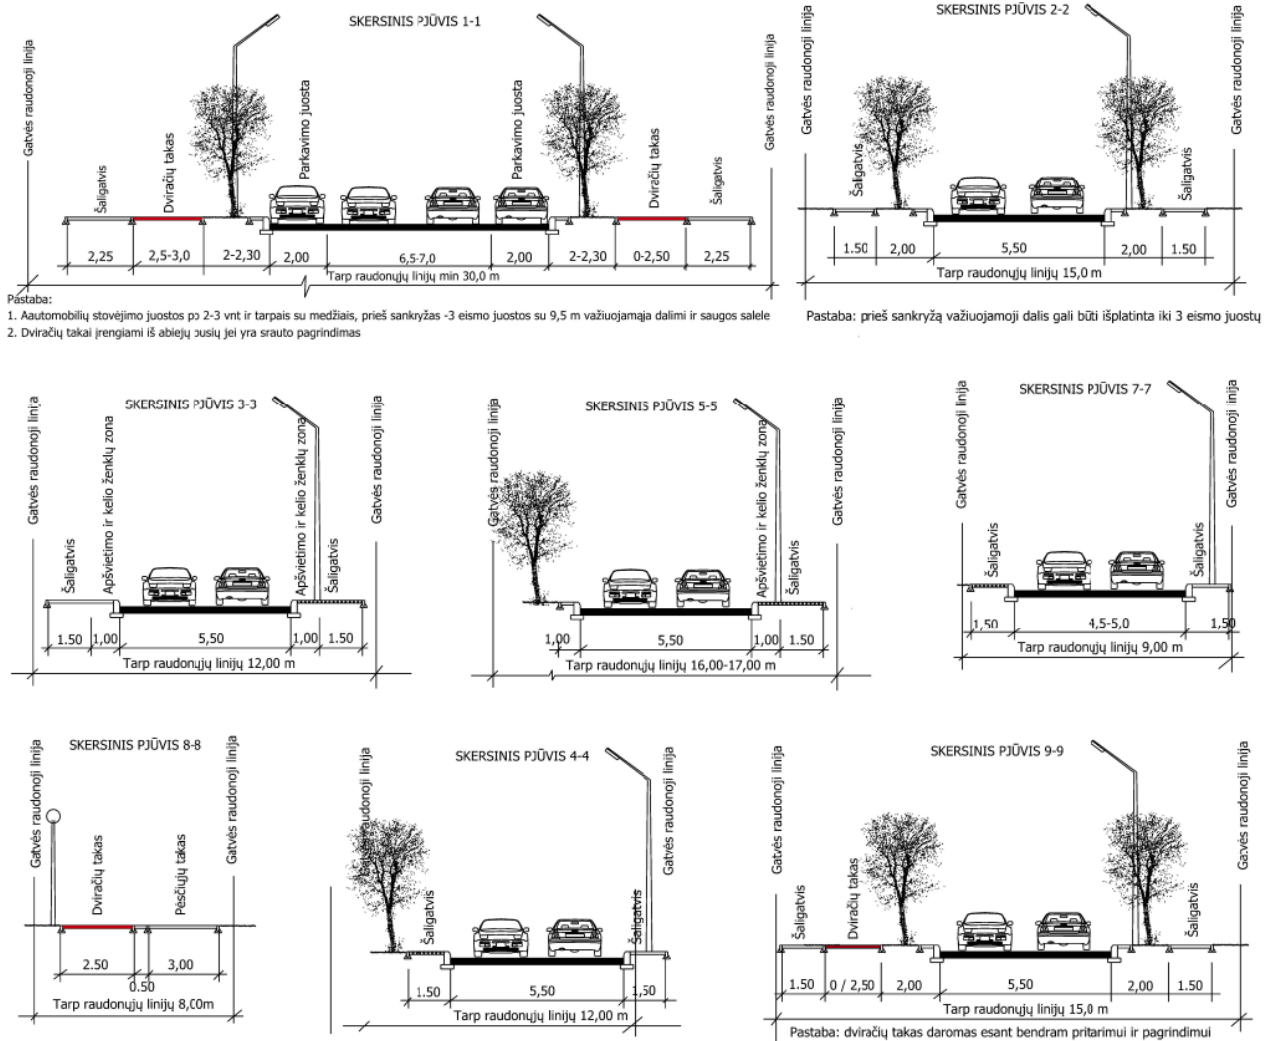 SKERSINIS PJŪVIS 1-1
Gatvės raudonoji linija
Šaligatvis
Dviračių takas
Parkavimo juosta
Parkavimo juosta
Dviračių takas
Šaligatvis
Gatvės raudonoji linija
2,25
2,5-3,0
2-2,30
2,00
6,5-7,0
2,00
2-2,30
0-2,50
2,25
Tarp raudonųjų linijų min 30,0 m
Pastaba:
1. Aautomobilių stovėjimo juostos po 2-3 vnt ir tarpais su medžiais, prieš sankryžas -3 eismo juostos su 9,5 m važiuojamąja dalimi ir saugos salele
2. Dviračių takai įrengiami iš abiejų pusių jei yra srauto pagrindimas
SKERSINIS PJŪVIS 2-2
Gatvės raudonoji linija
Šaligatvis
Šaligatvis
Gatvės raudonoji linija
1.50
2,00
5,50
2,00
1.50
Tarp raudonųjų linijų 15,0 m
Pastaba: prieš sankryžą važiuojamoji dalis gali būti išplatinta iki 3 eismo juostų
SKERSINIS PJŪVIS 3-3
Gatvės raudonoji linija
Šaligatvis
Apšvietimo ir kelio ženklų zona
Apšvietimo ir kelio ženklų zona
Šaligatvis
Gatvės raudonoji linija
1.50
1,00
5,50
1,00
1.50
Tarp raudonųjų linijų 12,00 m
SKERSINIS PJŪVIS 5-5
Gatvės raudonoji linija
Apšvietimo ir kelio ženklų zona
Šaligatvis
Gatvės raudonoji linija
1,00
5,50
1,00
1.50
Tarp raudonųjų linijų 16,00-17,00 m
SKERSINIS PJŪVIS 7-7
Gatvės raudonoji linija
Šaligatvis
Šaligatvis
Gatvės raudonoji linija
1,50
4,5-5,0
1,50
Tarp raudonųjų linijų 9,00 m
SKERSINIS PJŪVIS 8-8
Gatvės raudonoji linija
Dviračių takas
Pėsčiųjų takas
Gatvės raudonoji linija
2.50
0.50
3,00
Tarp raudonųjų linijų 8,00m
SKERSINIS PJŪVIS 4-4
raudonoji linija
Šaligatvis
Šaligatvis
Gatvės raudonoji linija
1.50
5,50
1,50
Tarp raudonųjų linijų 12,00 m
SKERSINIS PJŪVIS 9-9
Gatvės raudonoji linija
Šaligatvis
Dviračių takas
Šaligatvis
Gatvės raudonoji linija
1.50
0 / 2,50
2,00
5,50
2,00
1.50
Tarp raudonųjų linijų 15,0 m
Pastaba: dviračių takas daromas esant bendram pritarimui ir pagrindimui